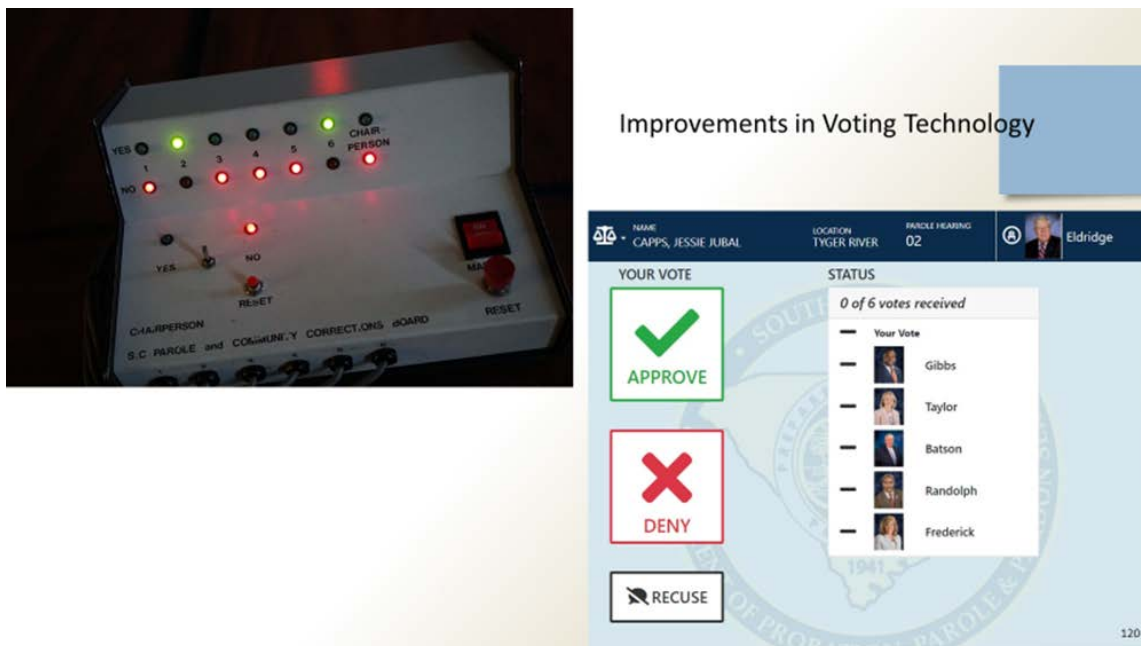 YES
1 2 3 4 5 6 CHAIR-
PERSON
NO
YES
NO
RESET
RESET
CHAIRPERSON
S.C PAROLE and COMMUNITY CORRECTIONS BOARD
Improvements in Voting Technology
NAME
CAPPS, JESSIE JUBAL
LOCATION
TYGER RIVER
PAROLE HEARING
02
Eldridge
YOUR VOTE
STATUS
APPROVE
DENY
RECUSE
0 of 6 votes received
Your Vote
Gibbs
Taylor
Batson
Randolph
Frederick
1941
120